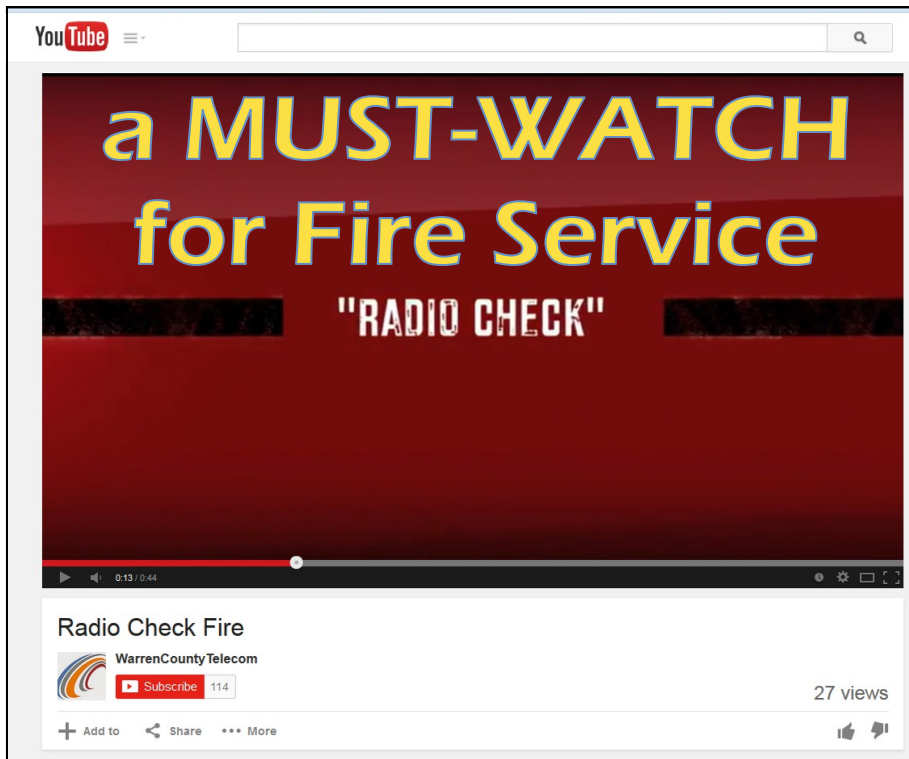 YouTube
a MUST-WATCH
for Fire Service
"RADIO CHECK"
0:13 / 0:44
Radio Check Fire
WarrenCountyTelecom
Subscribe 114
27 views
Add to Share More